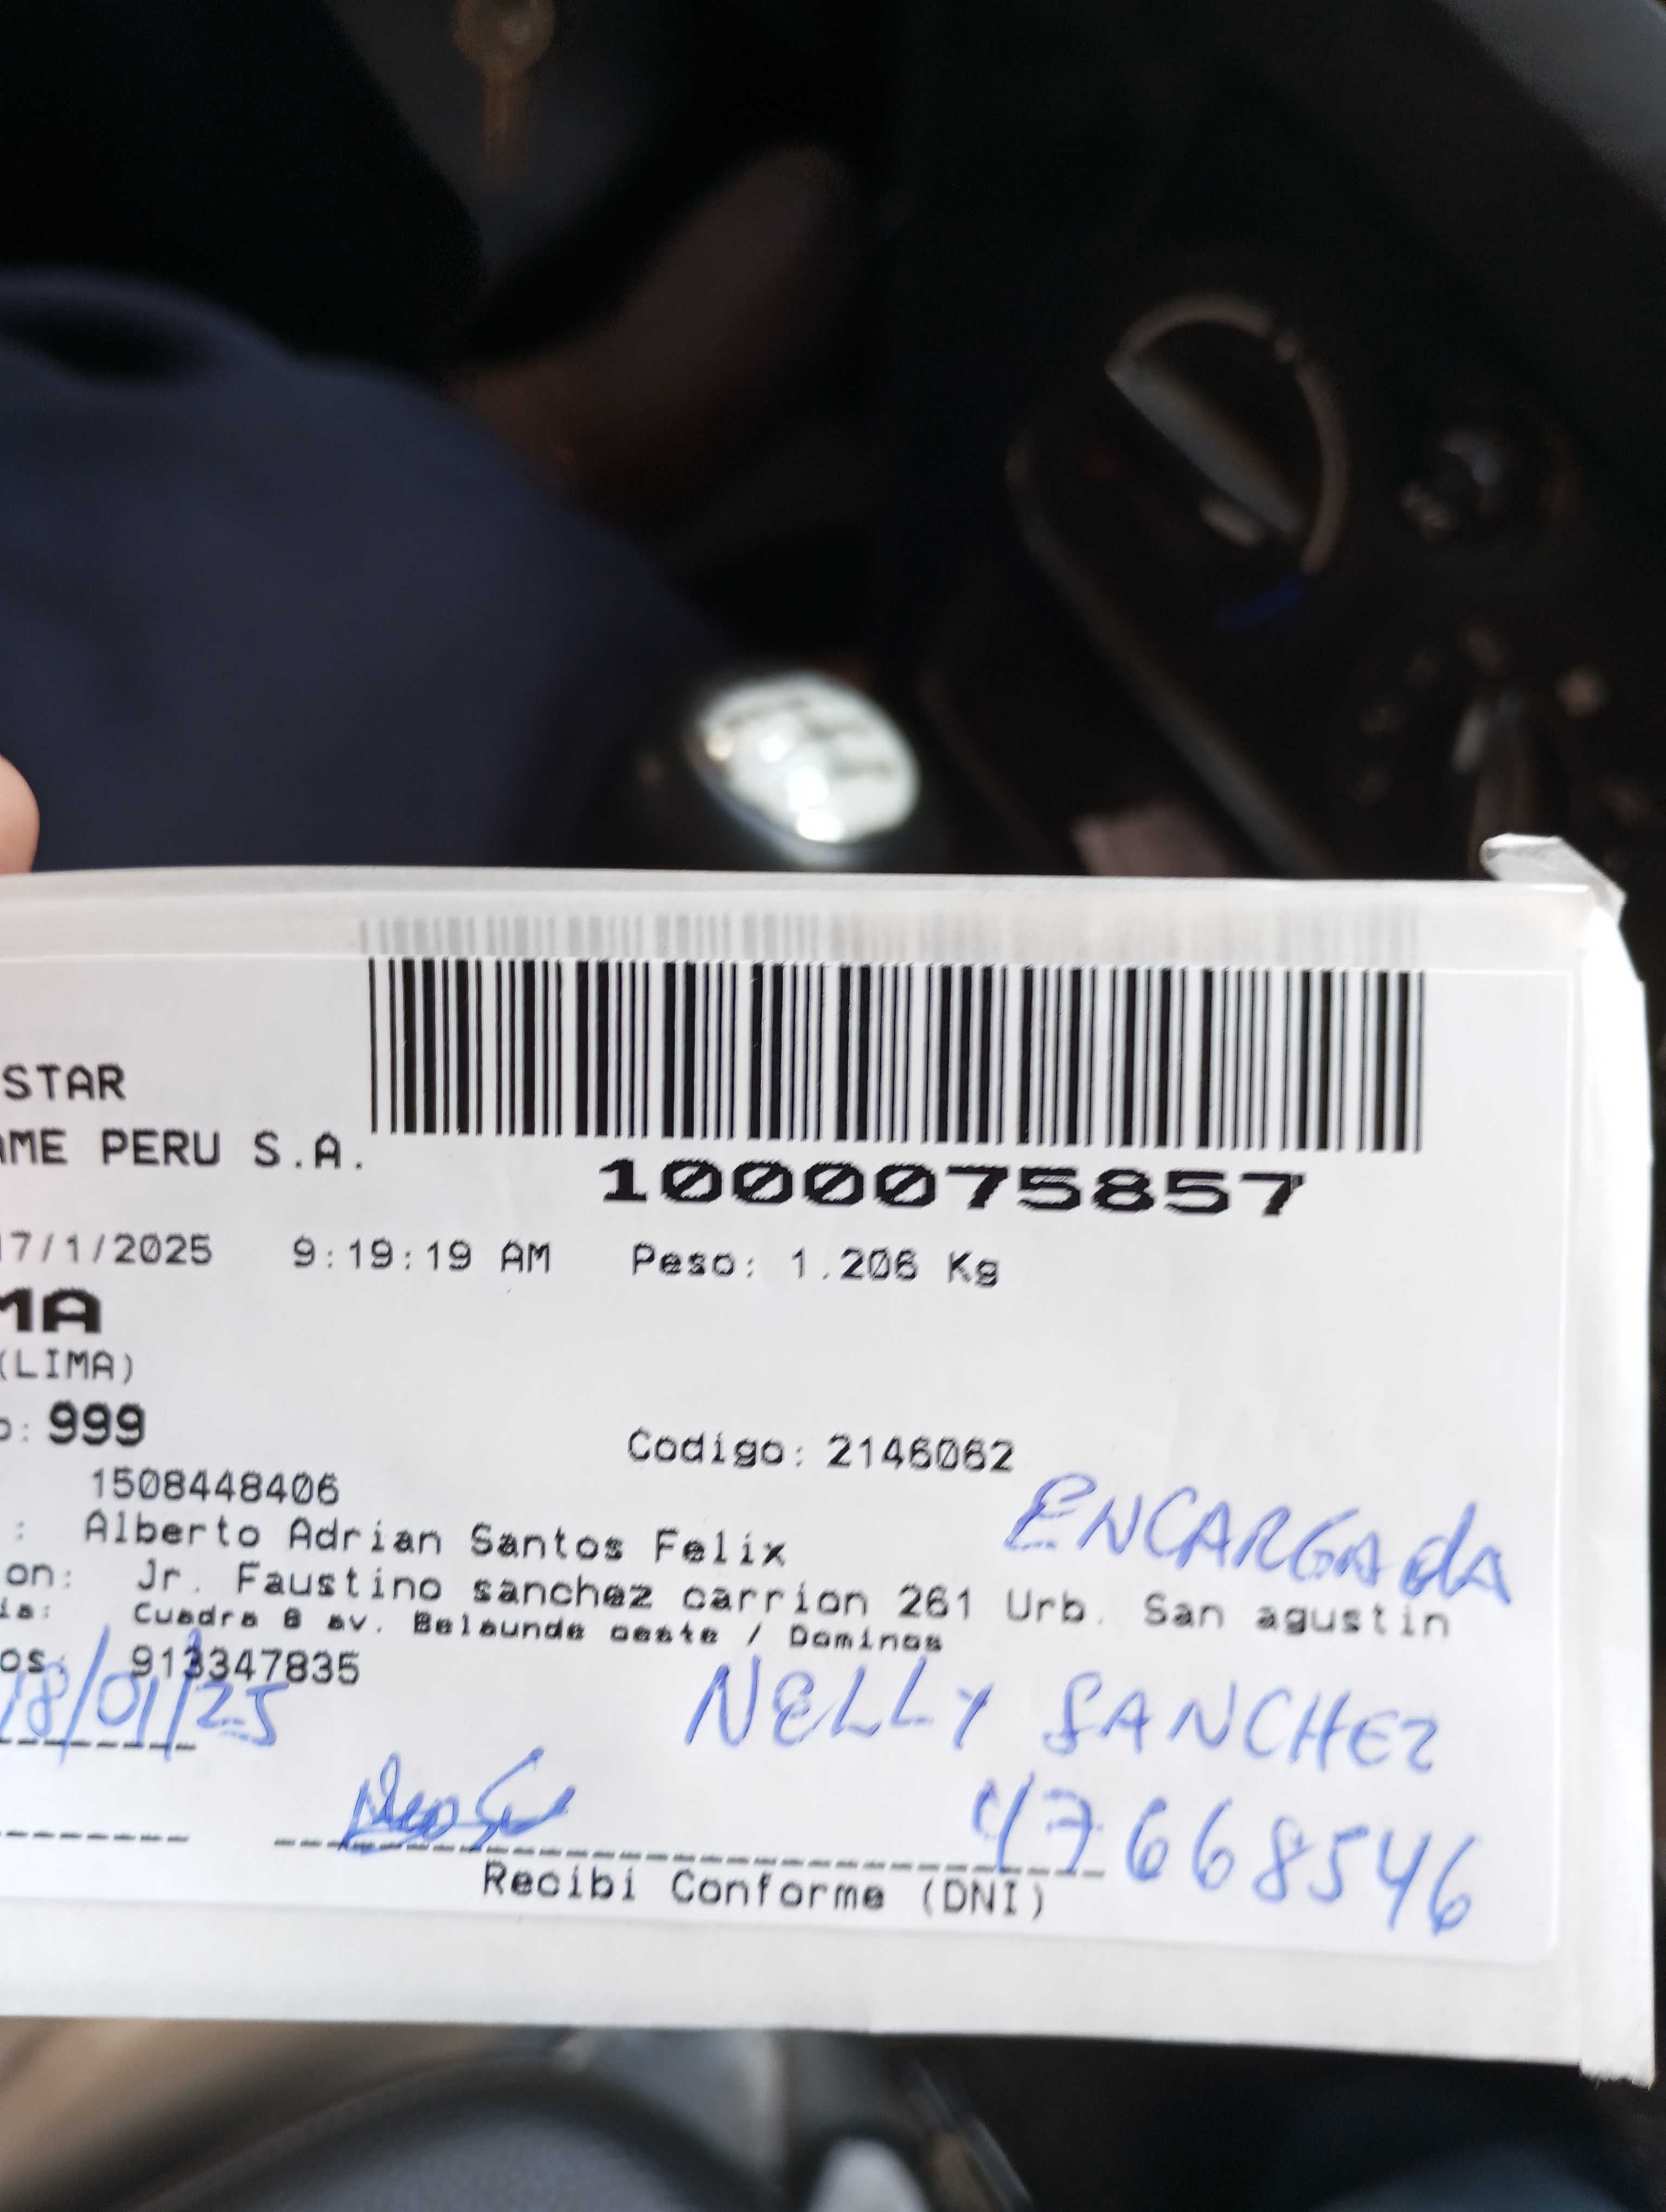 STAR
AME PERU S.A.
1000075857
17/1/2025 9:19:19 AM Peso: 1.206 Kg
MA
(LIMA)
o: 999
Codigo: 2146062
1508448406
ENCARGADA
: Alberto Adrian Santos Felix
on: Jr. Faustino sanchez carrion 261 Urb. San agustin
ia: Cuadra 8 av. Belaunde oeste / Dominos
os: 913347835
18/01/25
NELLY SANCHEZ
47668546
Recibi Conforme (DNI)